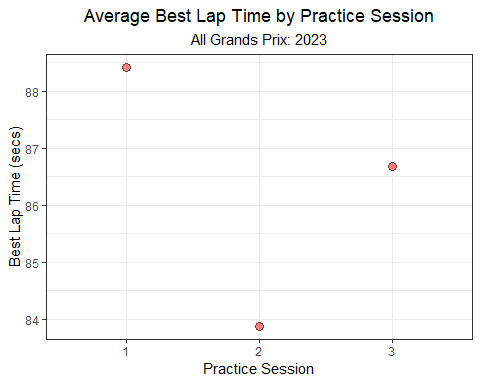 Average Best Lap Time by Practice Session
All Grands Prix: 2023
Best Lap Time (secs)
88
87
86
85
84
1 2 3
Practice Session